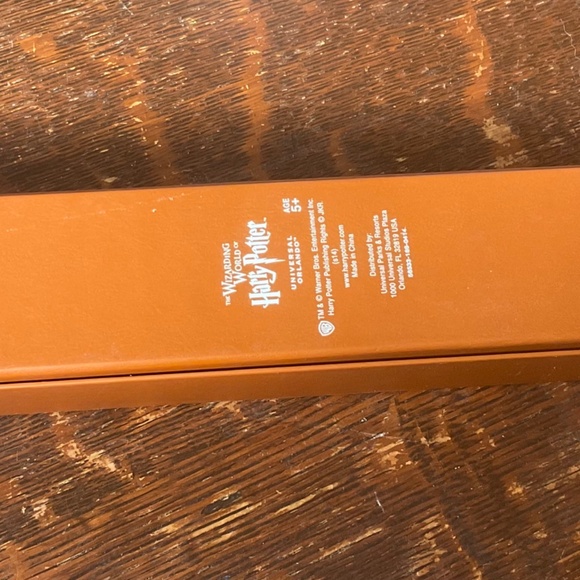 THE
WIZARDING
WORLD OF
Harry Potter
UNIVERSAL
ORLANDO
AGE
5+
TM & © Warner Bros. Entertainment Inc.
Harry Potter Publishing Rights © JKR.
(s14)
www.harrypotter.com
Made in China
Distributed by:
Universal Parks & Resorts
1000 Universal Studios Plaza
Orlando, FL 32819 USA